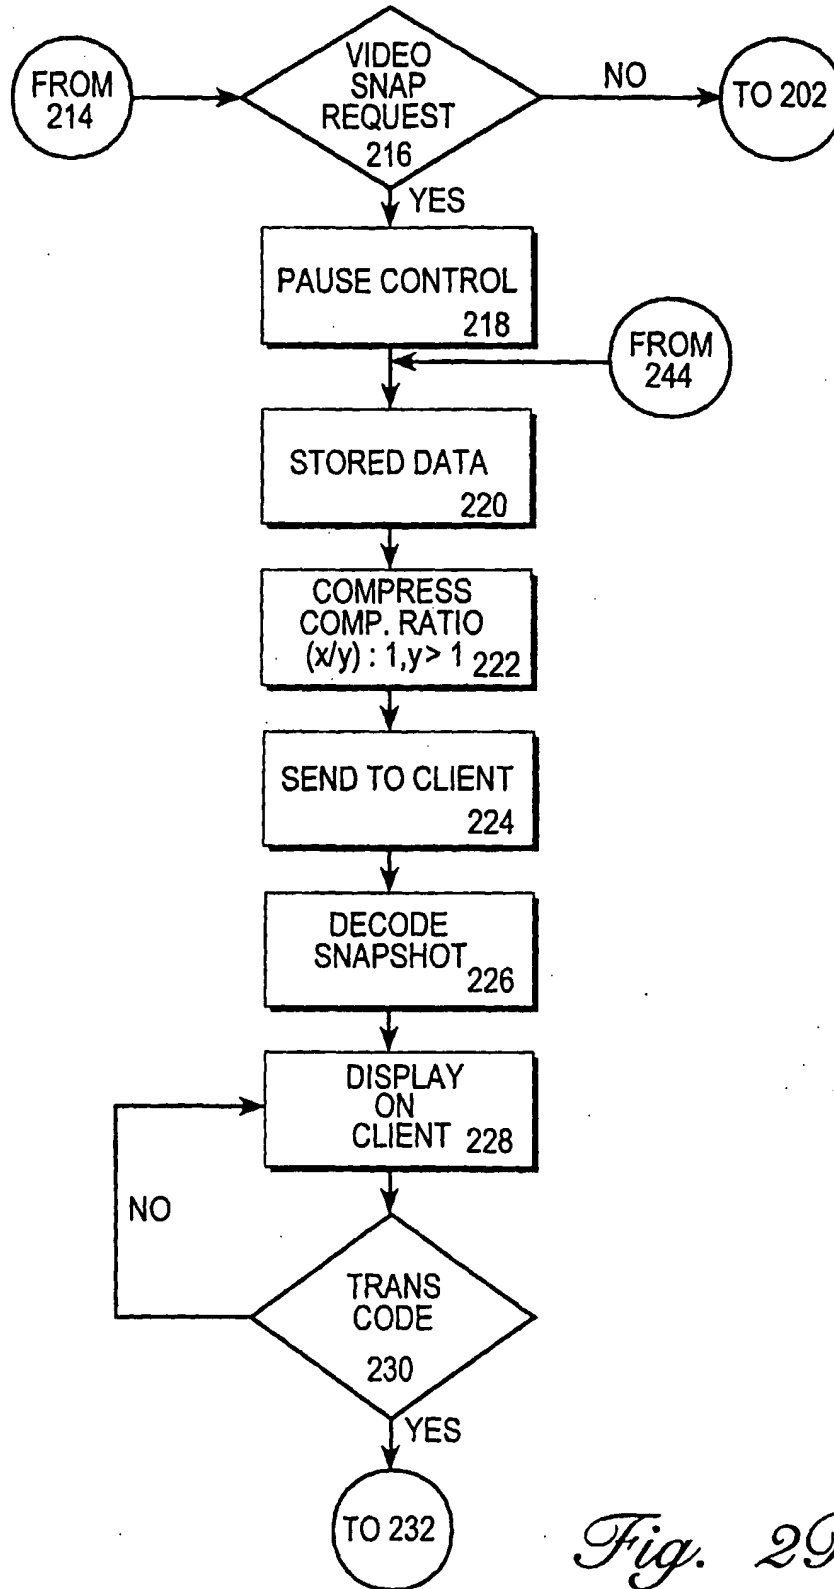 FROM
214
VIDEO
SNAP
REQUEST
216
NO
TO 202
YES
PAUSE CONTROL
218
FROM
244
STORED DATA
220
COMPRESS
COMP. RATIO
(x/y) : 1,y> 1 222
SEND TO CLIENT
224
DECODE
SNAPSHOT
226
DISPLAY
ON
CLIENT 228
NO
TRANS
CODE
230
YES
TO 232
Fig.